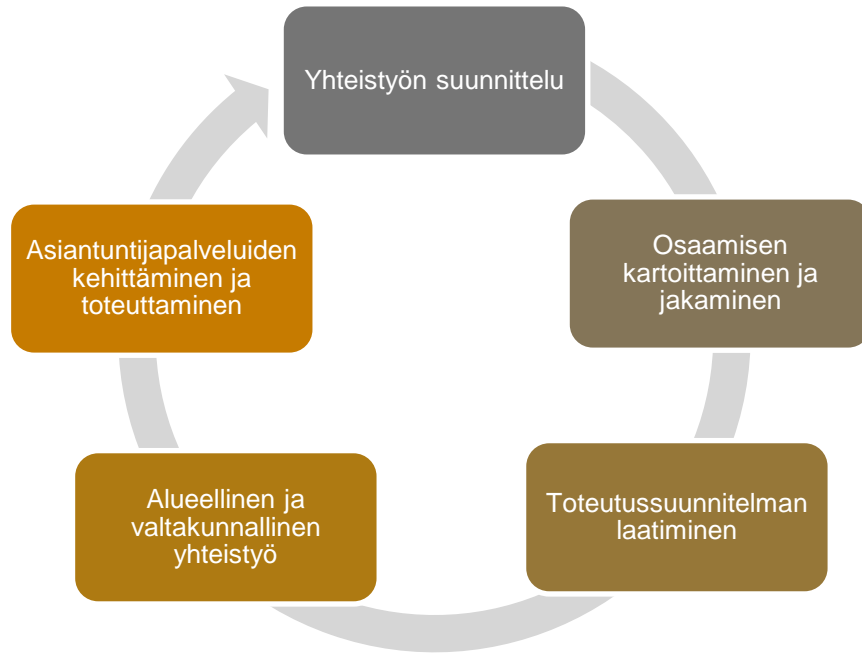 Yhteistyön suunnittelu
Osaamisen
kartoittaminen ja
jakaminen
Toteutussuunnitelman
laatiminen
Alueellinen ja
valtakunnallinen
yhteistyö
Asiantuntijapalveluiden
kehittäminen ja
toteuttaminen